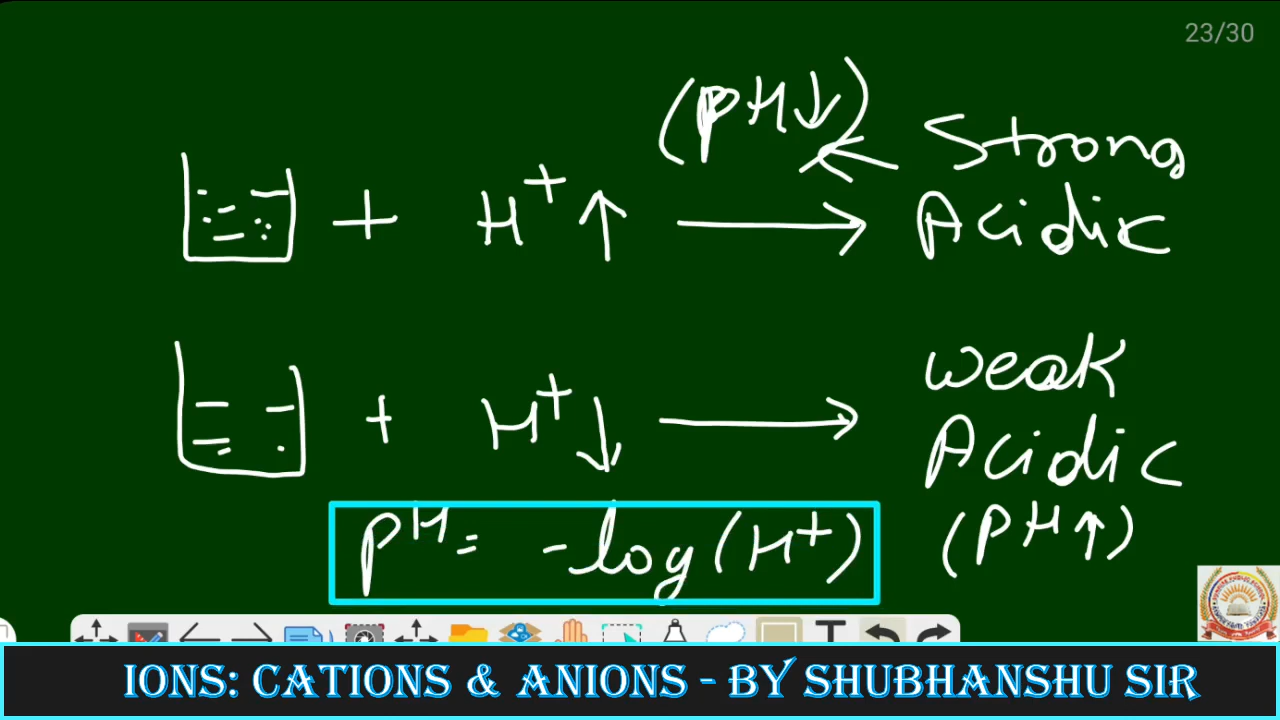 23/30
(PH↓)
Strong
+ H⁺↑ → Acidic
weak
+ H⁺↓ → Acidic
(PH↑)
pH = -log(H⁺)
T
IONS: CATIONS & ANIONS - BY SHUBHANSHU SIR